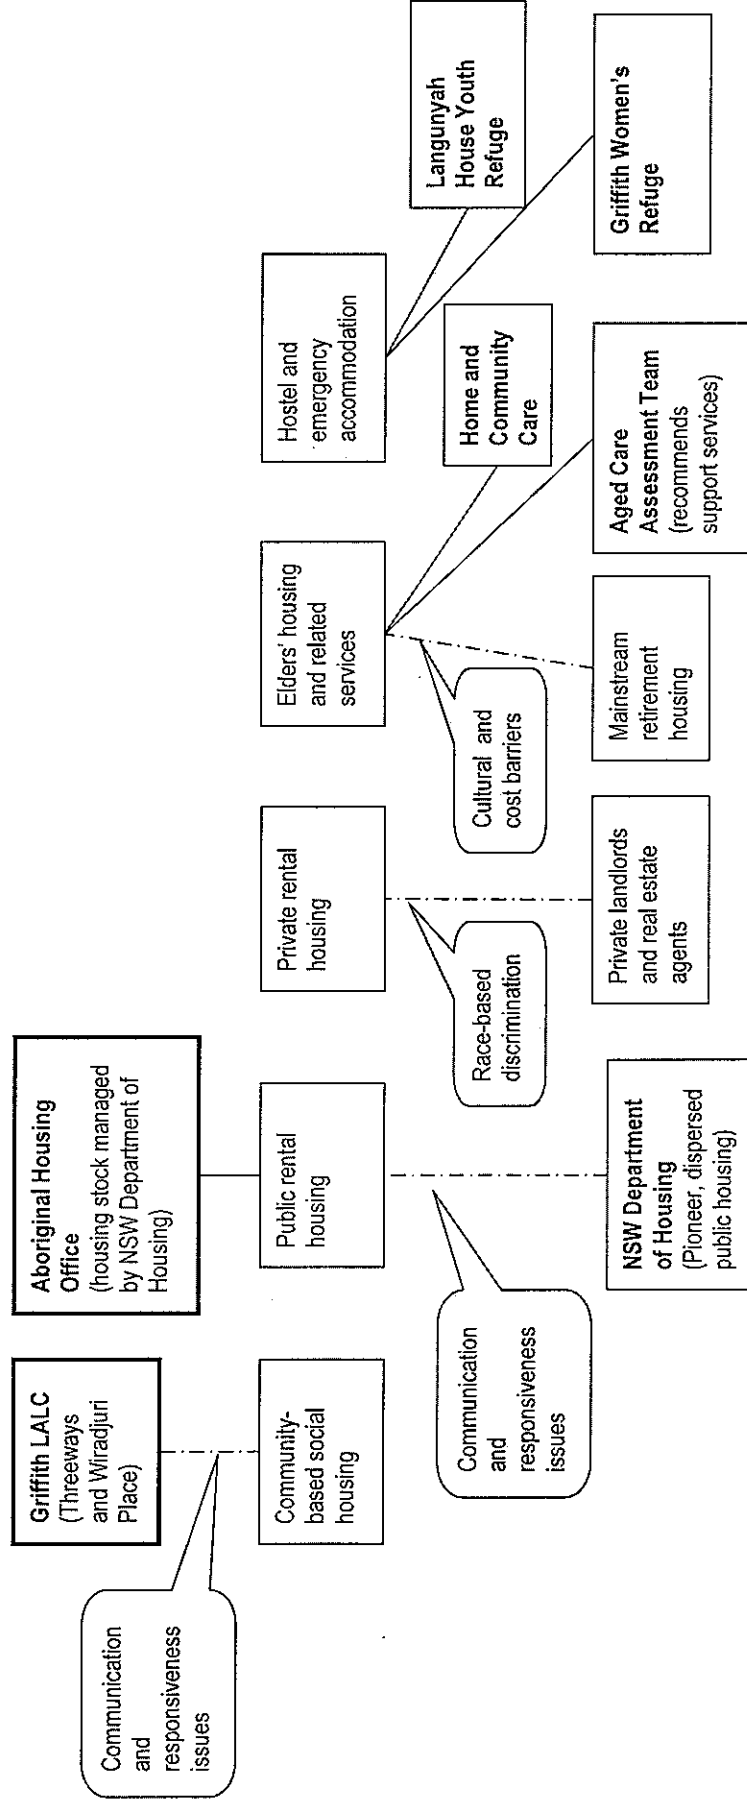 Griffith LALC
(Threeways
and Wiradjuri
Place)
Aboriginal Housing
Office
(housing stock managed
by NSW Department of
Housing)
Communication
and
responsiveness
issues
Community-
based social
housing
Public rental
housing
Private rental
housing
Elders' housing
and related
services
Hostel and
emergency
accommodation
Communication
and
responsiveness
issues
Race-based
discrimination
Cultural and
cost barriers
Home and
Community
Care
Langunyah
House Youth
Refuge
NSW Department
of Housing
(Pioneer, dispersed
public housing)
Private landlords
and real estate
agents
Mainstream
retirement
housing
Aged Care
Assessment Team
(recommends
support services)
Griffith Women's
Refuge